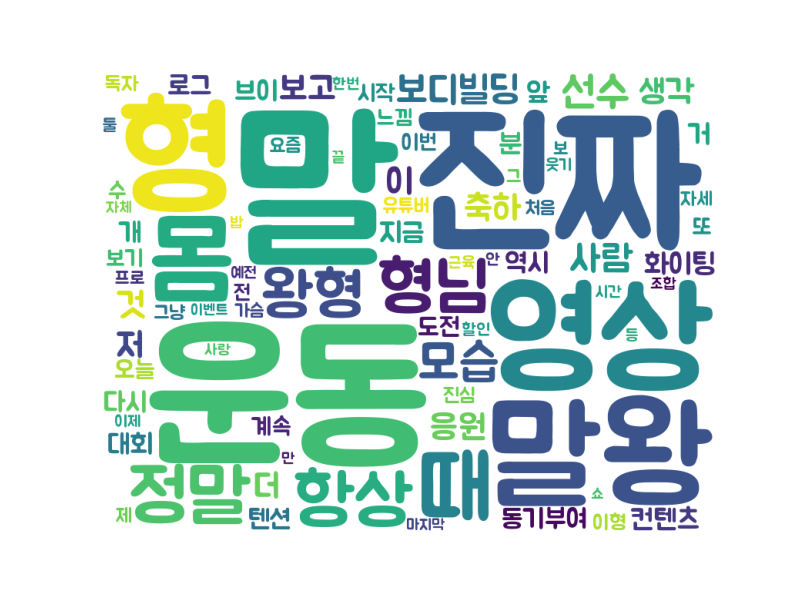 독자 로그 브이 보고 한번 시작 보디빌딩 앞 선수 생각
둘 형 말 진짜 느낌 이번 분 보 거
요즘 끝 그 웃기
수 이 유튜버 축하 처음 자세
자체 몸 밤 지금 또
개 보기 예전 왕형 형님 근육 안 역시 사람 화이팅
프로 전 조합
것 그냥 이벤트 가슴 도전 할인 영상 시간
저 운동 모습 등
오늘 사랑 진심
다시 이제 계속 응원 말왕
대회 만
정말 더 항상 때 쇼
제 텐션 마지막 동기부여 이형 컨텐츠